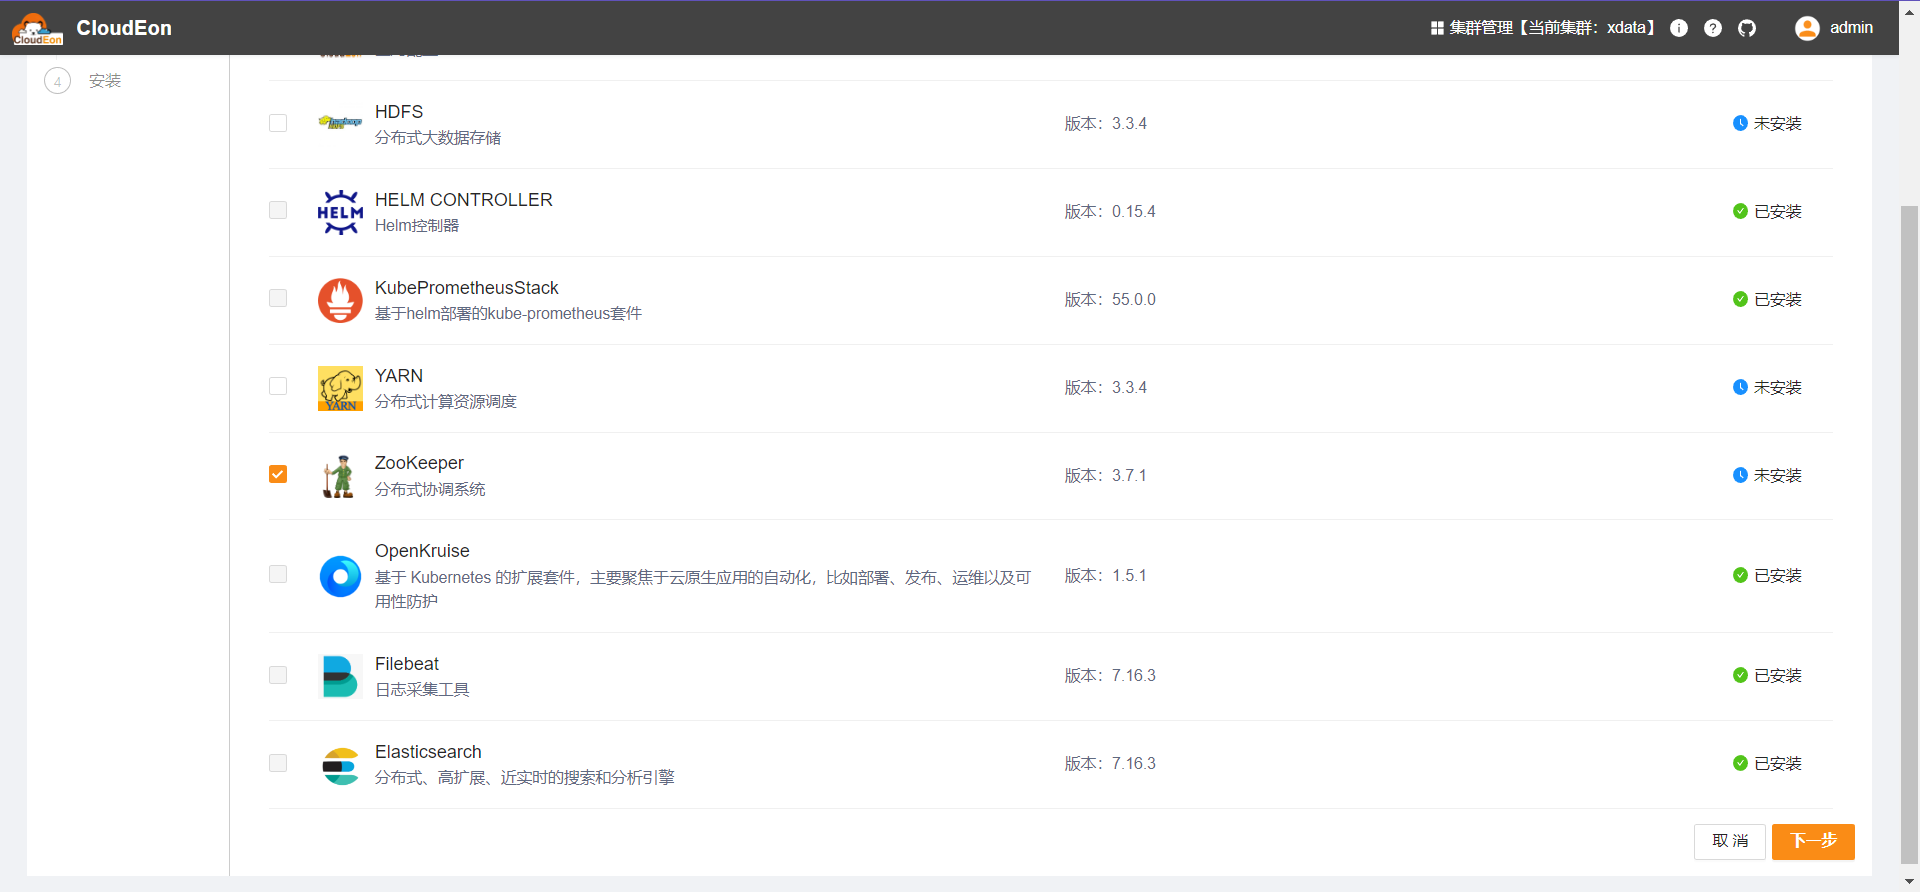 CloudEon
CloudEon
集群管理【当前集群：xdata】
admin
4
安装
HDFS
分布式大数据存储
版本：3.3.4
未安装
HELM
HELM CONTROLLER
Helm控制器
版本：0.15.4
已安装
KubePrometheusStack
基于helm部署的kube-prometheus套件
版本：55.0.0
已安装
YARN
YARN
分布式计算资源调度
版本：3.3.4
未安装
ZooKeeper
分布式协调系统
版本：3.7.1
未安装
OpenKruise
基于 Kubernetes 的扩展套件，主要聚焦于云原生应用的自动化，比如部署、发布、运维以及可
用性防护
版本：1.5.1
已安装
Filebeat
日志采集工具
版本：7.16.3
已安装
Elasticsearch
分布式、高扩展、近实时的搜索和分析引擎
版本：7.16.3
已安装
取 消
下一步